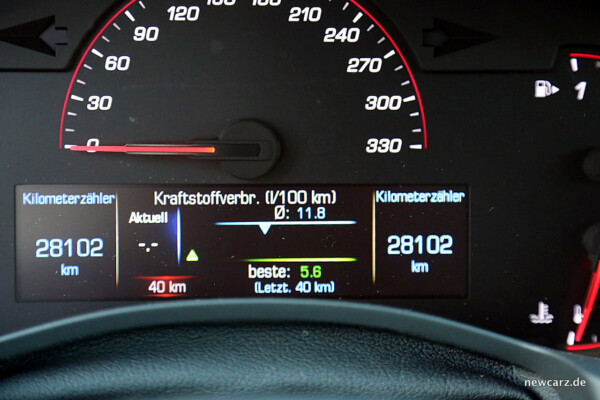 120 210
90 240
60 270
30 300
0 330
1
Kilometerzähler
28102
km
Kraftstoffverbr. (l/100 km)
Ø: 11.8
Aktuell
-.-
40 km
beste: 5.6
(Letzt. 40 km)
Kilometerzähler
28102
km
newcarz.de